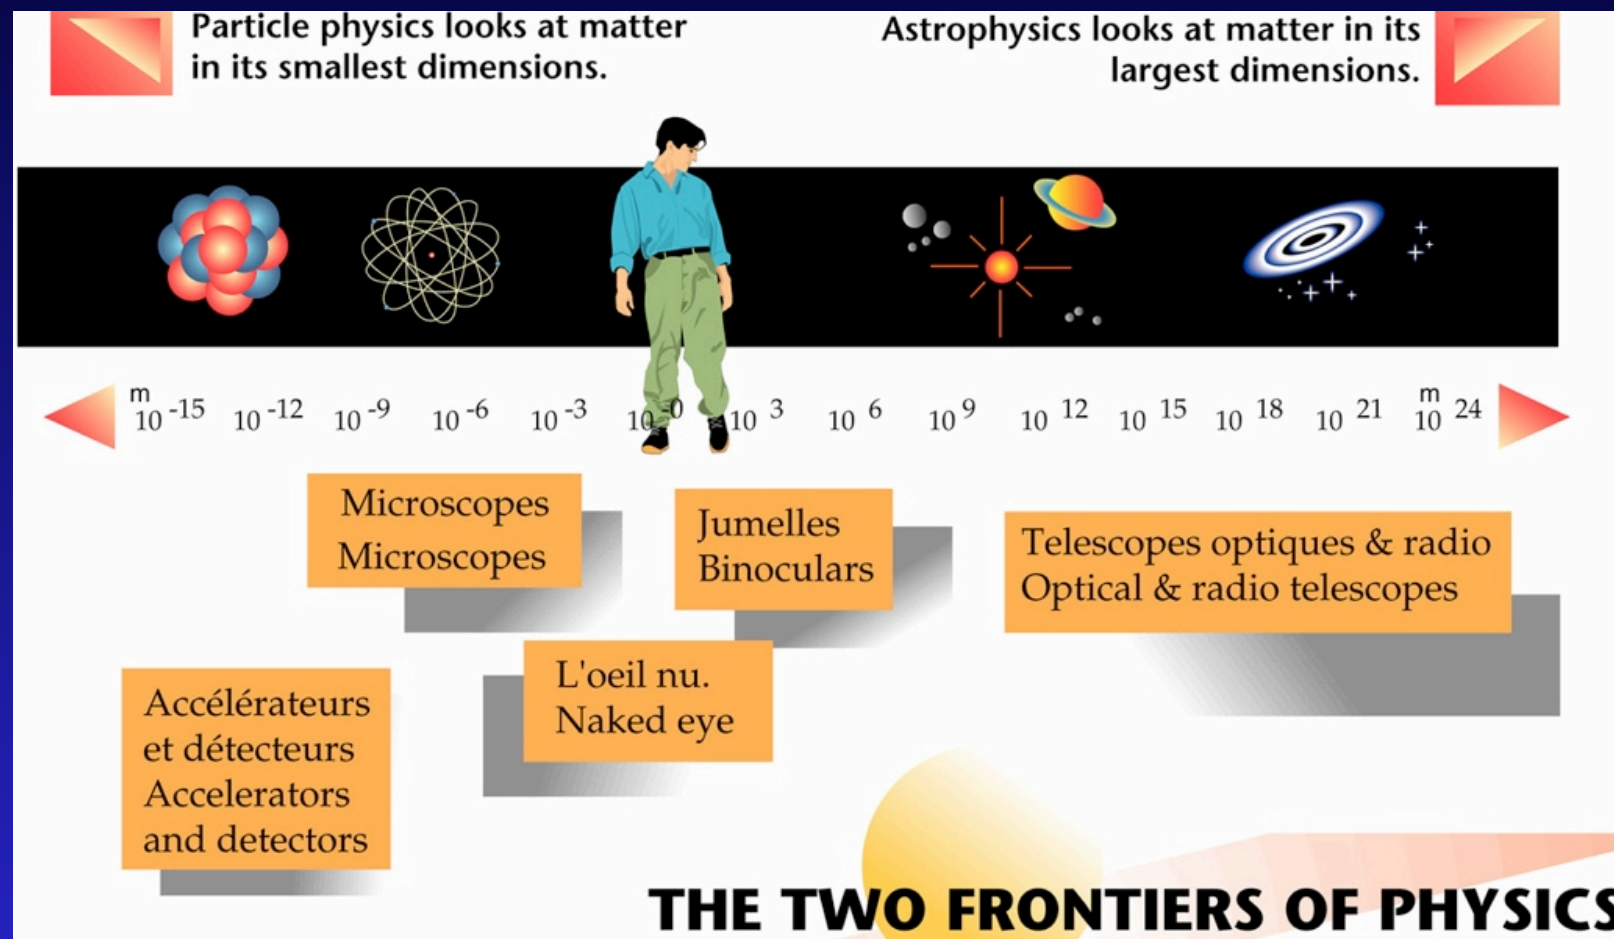 Particle physics looks at matter
in its smallest dimensions.
Astrophysics looks at matter in its
largest dimensions.
m
10 -15 10 -12 10 -9 10 -6 10 -3 10 -0 10 3 10 6 10 9 10 12 10 15 10 18 10 21 10 24
m
Microscopes
Microscopes
Jumelles
Binoculars
Telescopes optiques & radio
Optical & radio telescopes
L'oeil nu.
Naked eye
Accélérateurs
et détecteurs
Accelerators
and detectors
THE TWO FRONTIERS OF PHYSICS